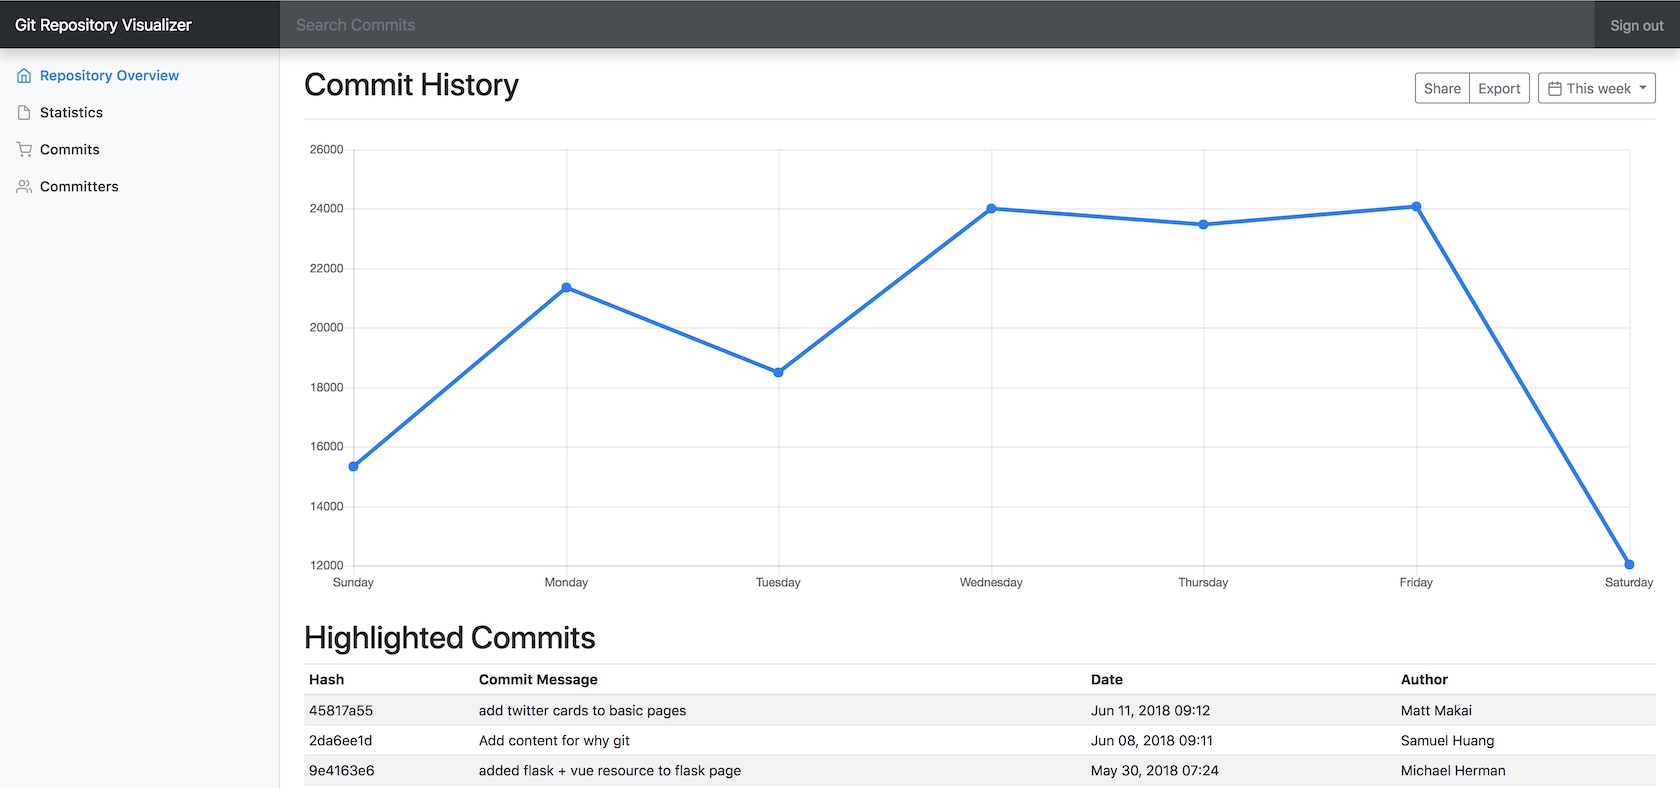 Git Repository Visualizer
Search Commits
Sign out
Repository Overview
Statistics
Commits
Committers
Commit History
Share
Export
This week
26000
24000
22000
20000
18000
16000
14000
12000
Sunday Monday Tuesday Wednesday Thursday Friday Saturday
Highlighted Commits
Hash Commit Message Date Author
45817a55 add twitter cards to basic pages Jun 11, 2018 09:12 Matt Makai
2da6ee1d Add content for why git Jun 08, 2018 09:11 Samuel Huang
9e4163e6 added flask + vue resource to flask page May 30, 2018 07:24 Michael Herman